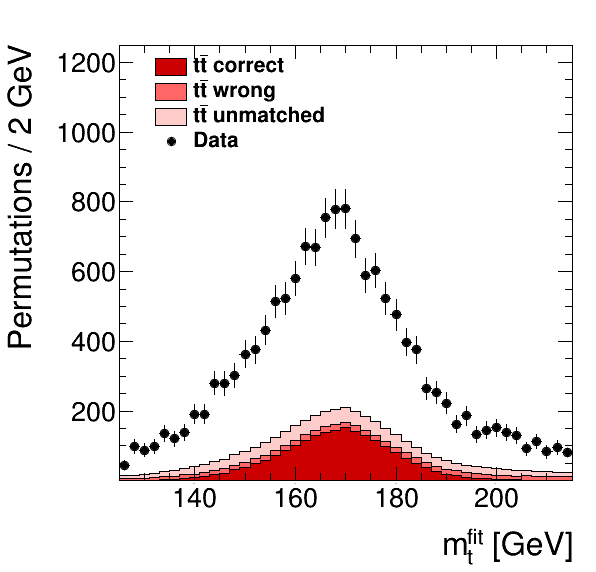 Permutations / 2 GeV
1200
1000
800
600
400
200
tt̄ correct
tt̄ wrong
tt̄ unmatched
Data
140 160 180 200
m_t^fit [GeV]